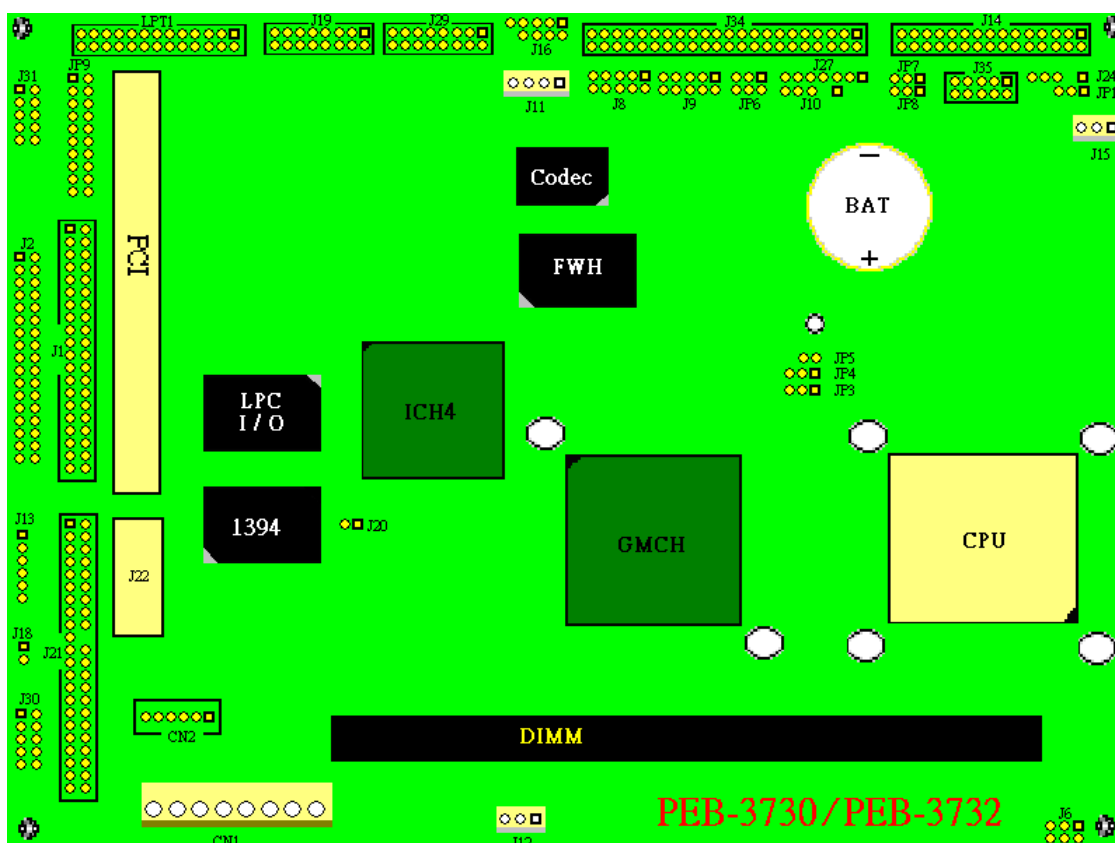 LPT1 J19 J29 J16 J34 J14
J31 JP9 J11 J8 J9 JP6 J27 J10 JP7 JP8 J35 J24 JP1
J15
Codec
BAT
FWH
PCI
J2
J1
JP5
JP4
JP3
LPC
I/O
ICH4
1394
J20
GMCH
CPU
J13
J22
J18
J21
J30
CN2
DIMM
PEB-3730/PEB-3732
CN1
J12
J6